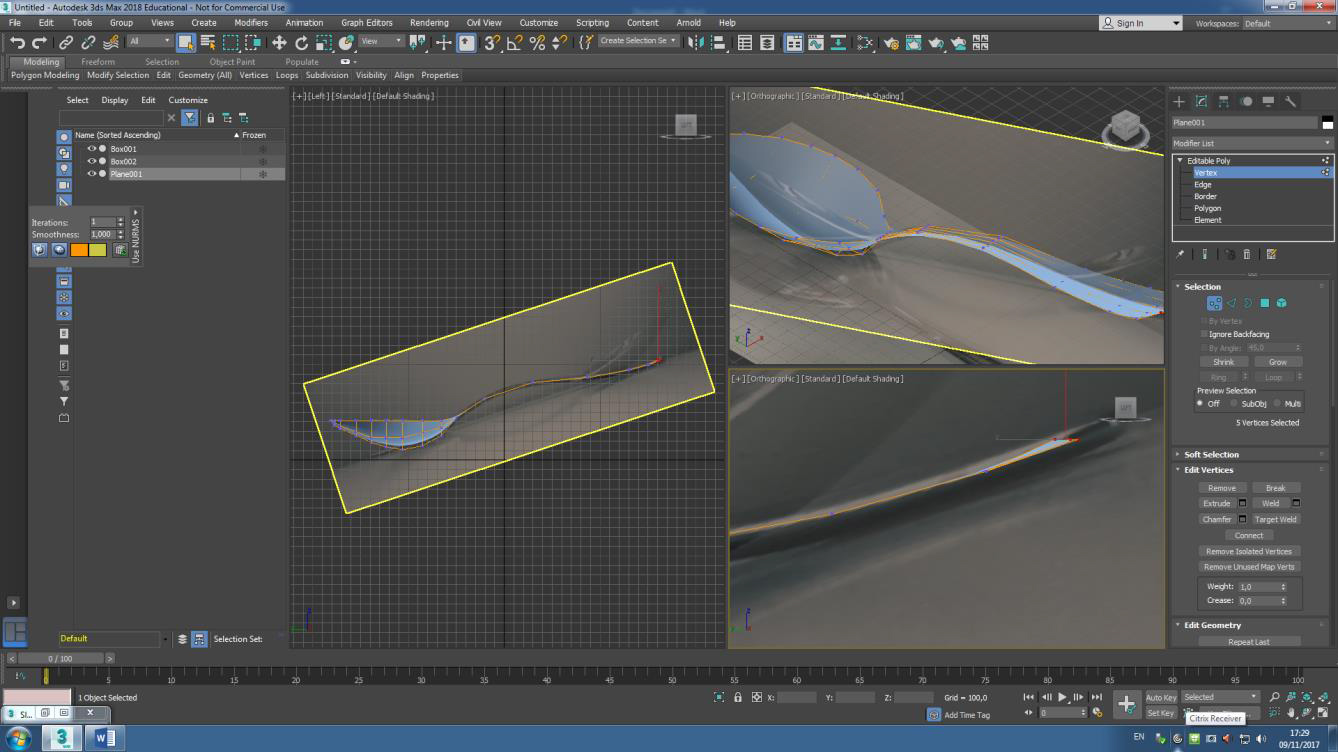 Untitled - Autodesk 3ds Max 2018 Educational - Not for Commercial Use
File Edit Tools Group Views Create Modifiers Animation Graph Editors Rendering Civil View Customize Scripting Content Arnold Help
Sign In Workspaces: Default
All View Create Selection Se
Modeling Freeform Selection Object Paint Populate
Polygon Modeling Modify Selection Edit Geometry (All) Vertices Loops Subdivision Visibility Align Properties
Select Display Edit Customize
Name (Sorted Ascending) ▲ Frozen
Box001
Box002
Plane001
Iterations: 1
Smoothness: 1,000
Use NURMS
Default
Selection Set:
[+] [Left] [Standard] [Default Shading]
LEFT
[+] [Orthographic] [Standard] [Default Shading]
[+] [Orthographic] [Standard] [Default Shading]
LEFT
Plane001
Modifier List
Editable Poly
Vertex
Edge
Border
Polygon
Element
Selection
By Vertex
Ignore Backfacing
By Angle: 45,0
Shrink Grow
Ring Loop
Preview Selection
Off SubObj Multi
5 Vertices Selected
Soft Selection
Edit Vertices
Remove Break
Extrude Weld
Chamfer Target Weld
Connect
Remove Isolated Vertices
Remove Unused Map Verts
Weight: 1,0
Crease: 0,0
Edit Geometry
Repeat Last
< 0 / 100 >
0 5 10 15 20 25 30 35 40 45 50 55 60 65 70 75 80 85 90 95 100
1 Object Selected
X: Y: Z: Grid = 100,0
Add Time Tag
0
Auto Key Selected
Set Key
Citrix Receiver
3 Sl... X
EN 17:29
09/11/2017